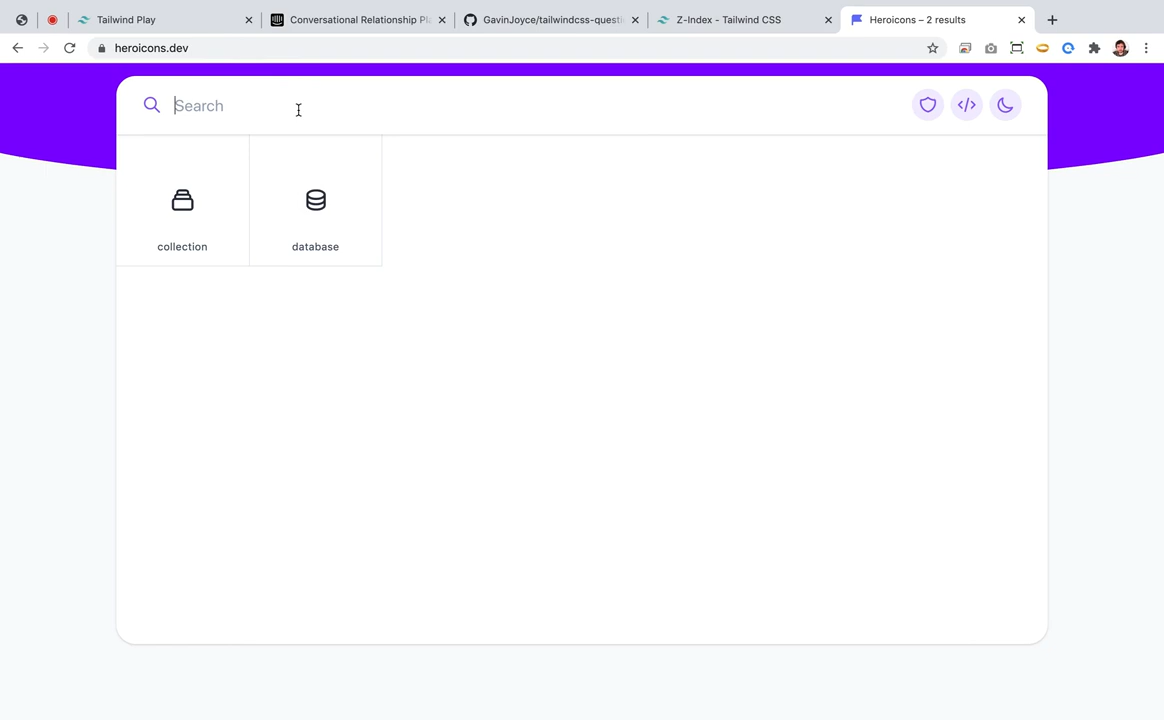 Tailwind Play
Conversational Relationship Pl
GavinJoyce/tailwindcss-questi
Z-Index - Tailwind CSS
Heroicons – 2 results
heroicons.dev
Search
collection
database